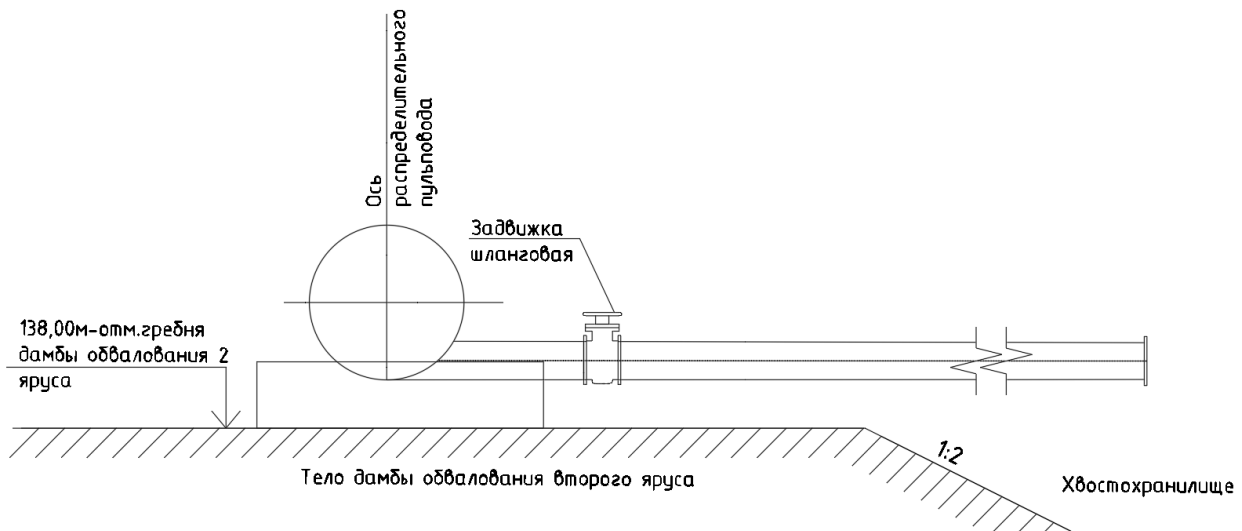 Ось
распределительного
пульповода
Задвижка
шланговая
138,00м-отм.гребня
дамбы обвалования 2
яруса
1:2
Тело дамбы обвалования второго яруса
Хвостохранилище